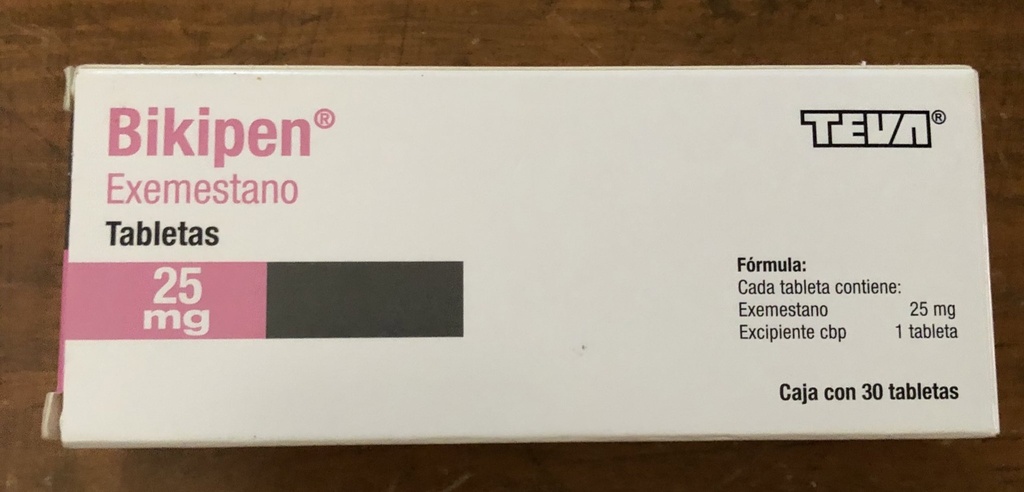 Bikipen®
Exemestano
Tabletas
25
mg
TEVA®
Fórmula:
Cada tableta contiene:
Exemestano 25 mg
Excipiente cbp 1 tableta
Caja con 30 tabletas